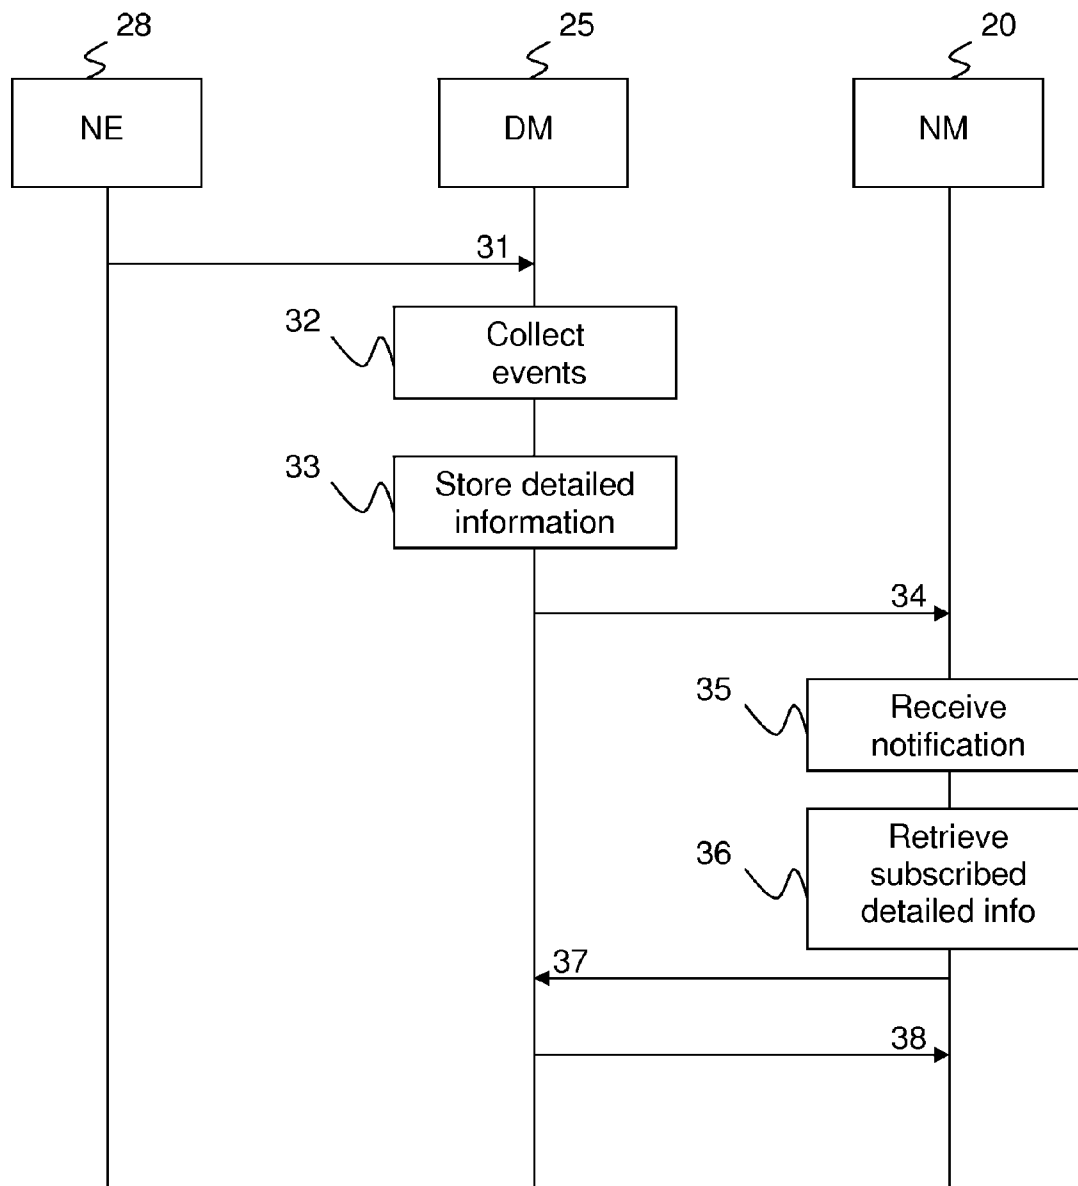 28
25
20
NE
DM
NM
31
32
Collect
events
33
Store detailed
information
34
35
Receive
notification
36
Retrieve
subscribed
detailed info
37
38